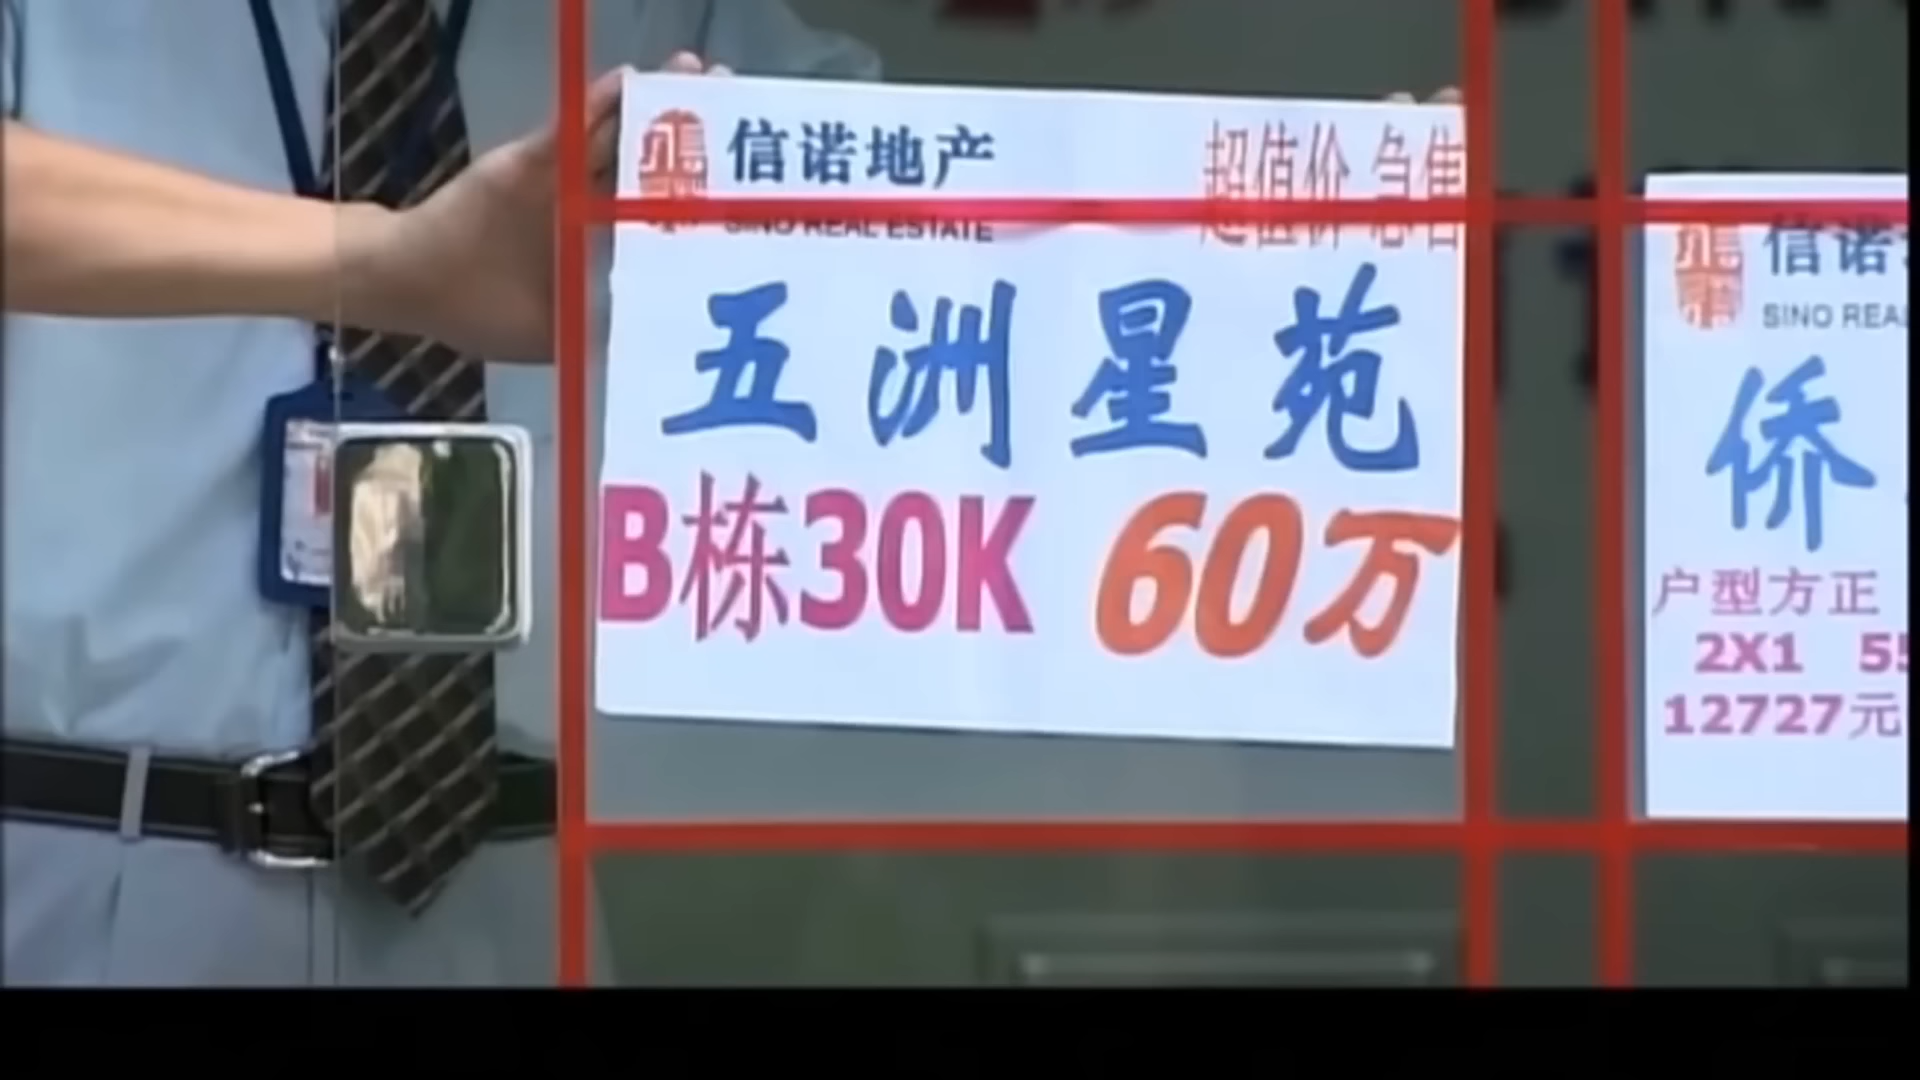 信诺地产
超值价 急售
SINO REAL ESTATE
五洲星苑
B栋30K 60万
信诺
SINO REAL
侨
户型方正
2X1 55
12727元